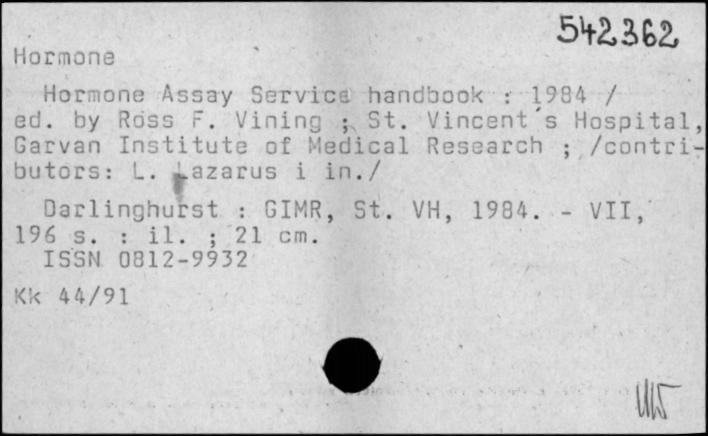 542362
Hormone
Hormone Assay Service handbook : 1984 /
ed. by Ross F. Vining ; St. Vincent's Hospital,
Garvan Institute of Medical Research ; /contri-
butors: L. Lazarus i in./
Darlinghurst : GIMR, St. VH, 1984. - VII,
196 s. : il. ; 21 cm.
ISSN 0812-9932
Kk 44/91